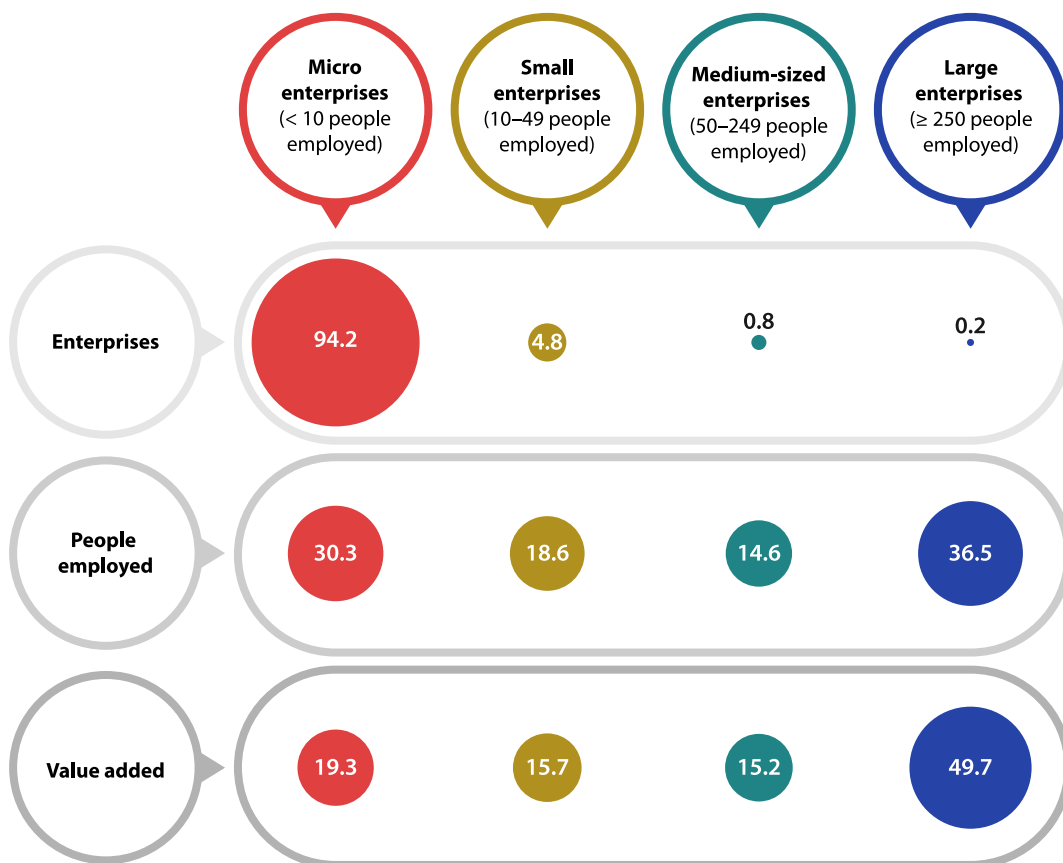 Micro
enterprises
(< 10 people
employed)
Small
enterprises
(10–49 people
employed)
Medium-sized
enterprises
(50–249 people
employed)
Large
enterprises
(≥ 250 people
employed)
Enterprises
94.2
4.8
0.8
0.2
People
employed
30.3
18.6
14.6
36.5
Value added
19.3
15.7
15.2
49.7